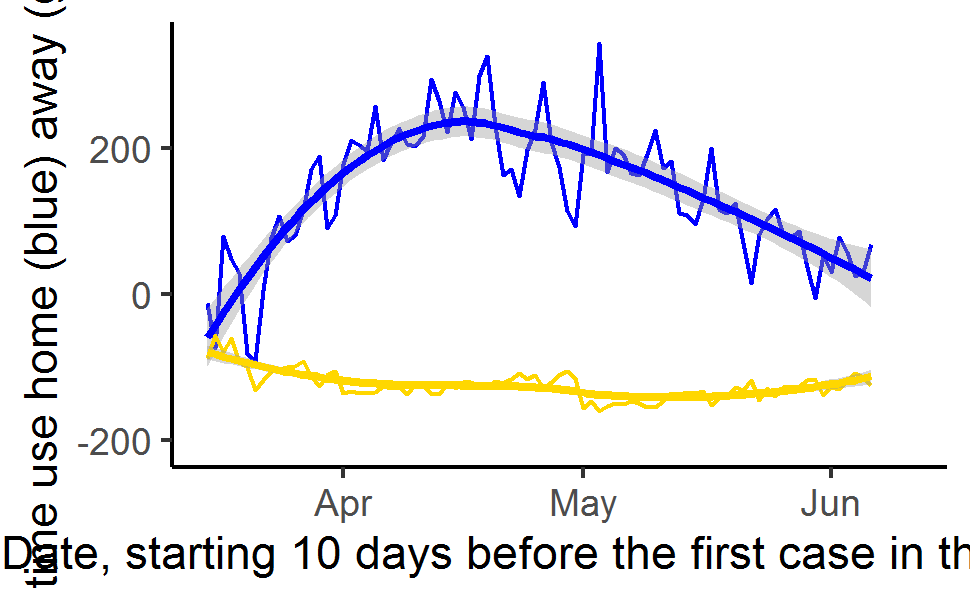 time use home (blue) away (
200
0
-200
Apr May Jun
Date, starting 10 days before the first case in th